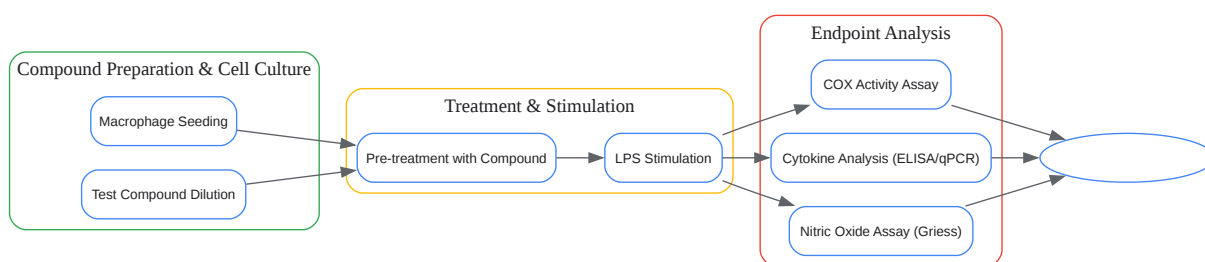 Compound Preparation & Cell Culture
Macrophage Seeding
Test Compound Dilution
Treatment & Stimulation
Pre-treatment with Compound
LPS Stimulation
Endpoint Analysis
COX Activity Assay
Cytokine Analysis (ELISA/qPCR)
Nitric Oxide Assay (Griess)